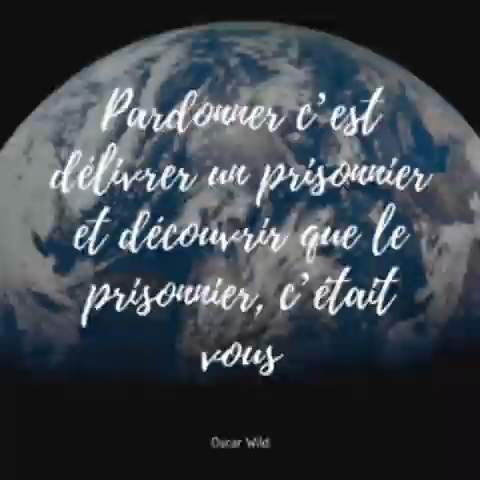 Pardonner c'est
délivrer un prisonnier
et découvrir que le
prisonnier, c'était
vous
Oscar Wild